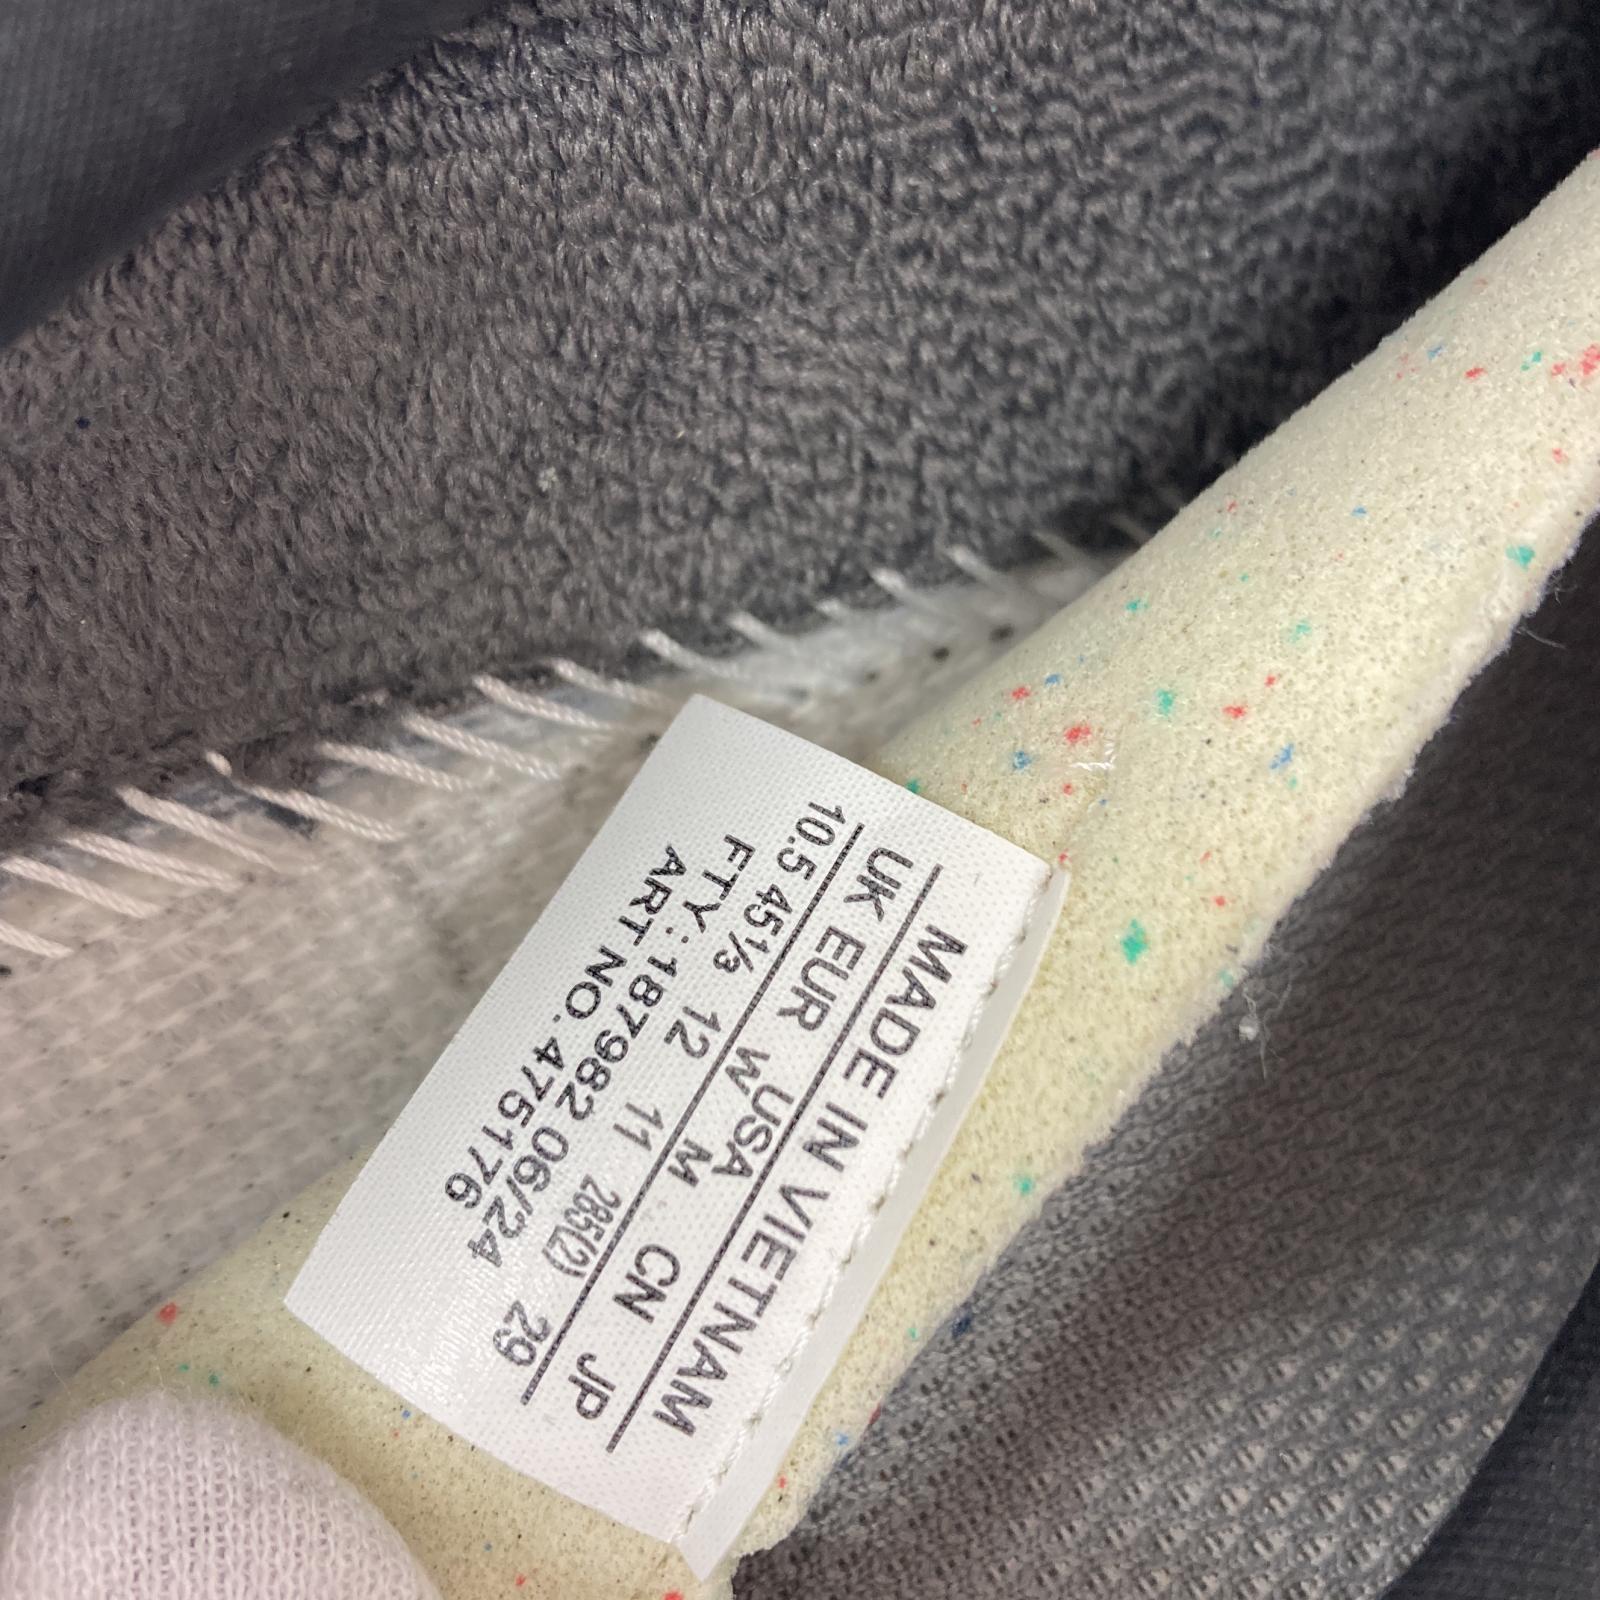 MADE IN VIETNAM
UK EUR USA CN JP
W M
10.5 45⅓ 12 11 285(2) 29
FTY:187982 06/24
ART NO.475176